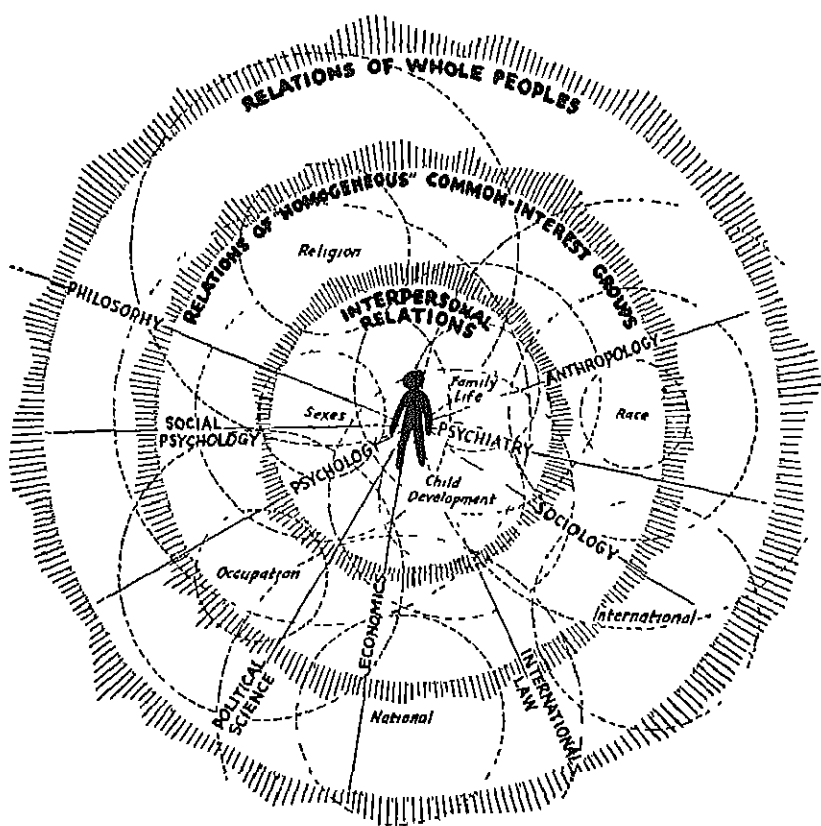 RELATIONS OF WHOLE PEOPLES
RELATIONS OF "HOMOGENEOUS" COMMON-INTEREST GROUPS
Religion
INTERPERSONAL
RELATIONS
PHILOSOPHY
ANTHROPOLOGY
Family
Life
Sexes
Race
SOCIAL
PSYCHOLOGY
PSYCHOLOGY
PSYCHIATRY
Child
Development
SOCIOLOGY
Occupation
ECONOMICS
International
POLITICAL
SCIENCE
INTERNATIONAL
LAW
National